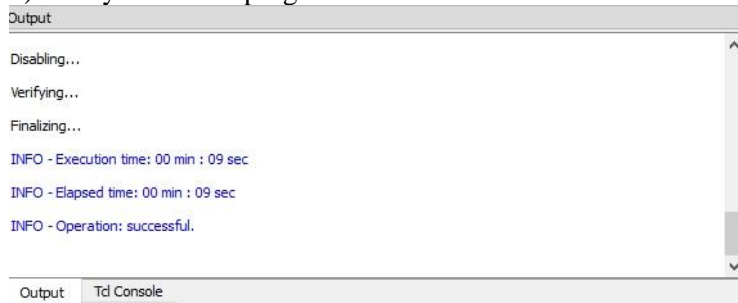 Output
Disabling...
Verifying...
Finalizing...
INFO - Execution time: 00 min : 09 sec
INFO - Elapsed time: 00 min : 09 sec
INFO - Operation: successful.
Output Tcl Console